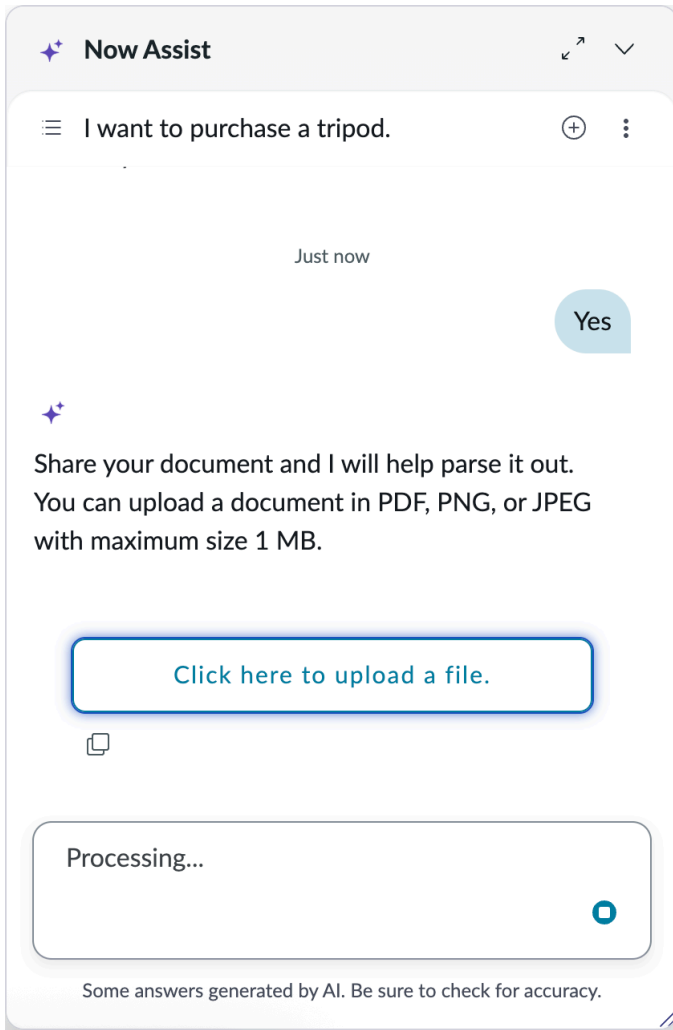 Now Assist
I want to purchase a tripod.
Just now
Yes
Share your document and I will help parse it out.
You can upload a document in PDF, PNG, or JPEG
with maximum size 1 MB.
Click here to upload a file.
Processing...
Some answers generated by AI. Be sure to check for accuracy.